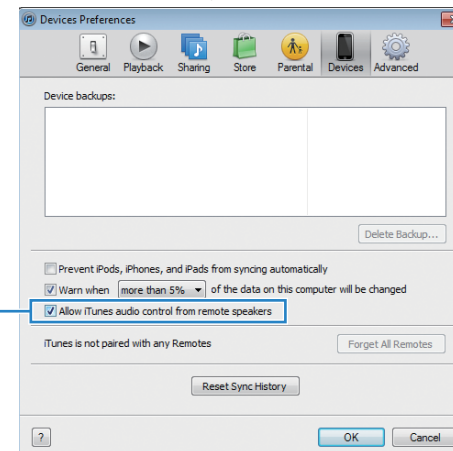 Devices Preferences
General Playback Sharing Store Parental Devices Advanced
Device backups:
Delete Backup...
Prevent iPods, iPhones, and iPads from syncing automatically
Warn when more than 5% of the data on this computer will be changed
Allow iTunes audio control from remote speakers
iTunes is not paired with any Remotes Forget All Remotes
Reset Sync History
? OK Cancel